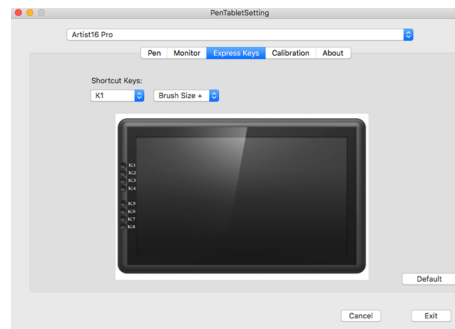 PenTabletSetting
Artist16 Pro
Pen Monitor Express Keys Calibration About
Shortcut Keys:
K1 Brush Size +
K1
K2
K3
K4
K5
K6
K7
K8
Default
Cancel Exit